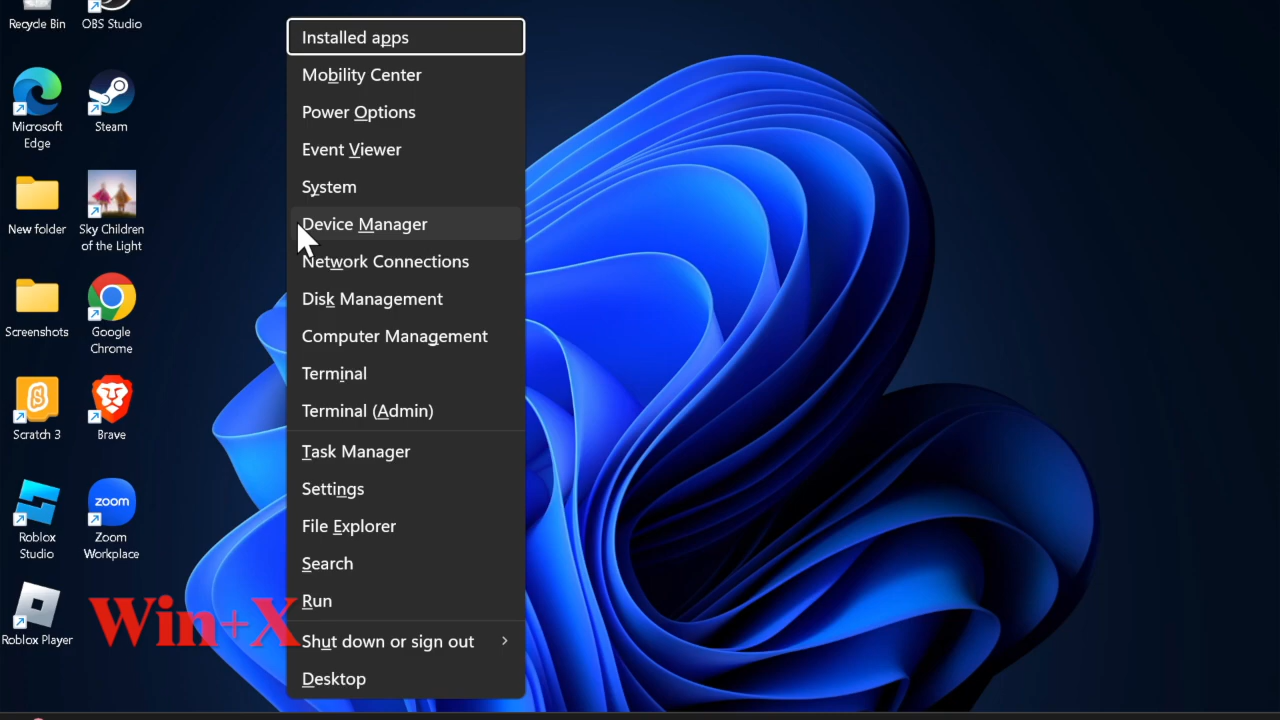 Recycle Bin
OBS Studio
Microsoft
Edge
Steam
New folder
Sky Children
of the Light
Screenshots
Google
Chrome
Scratch 3
Brave
Roblox
Studio
zoom
Zoom
Workplace
Roblox Player
Win+X
Installed apps
Mobility Center
Power Options
Event Viewer
System
Device Manager
Network Connections
Disk Management
Computer Management
Terminal
Terminal (Admin)
Task Manager
Settings
File Explorer
Search
Run
Shut down or sign out
Desktop